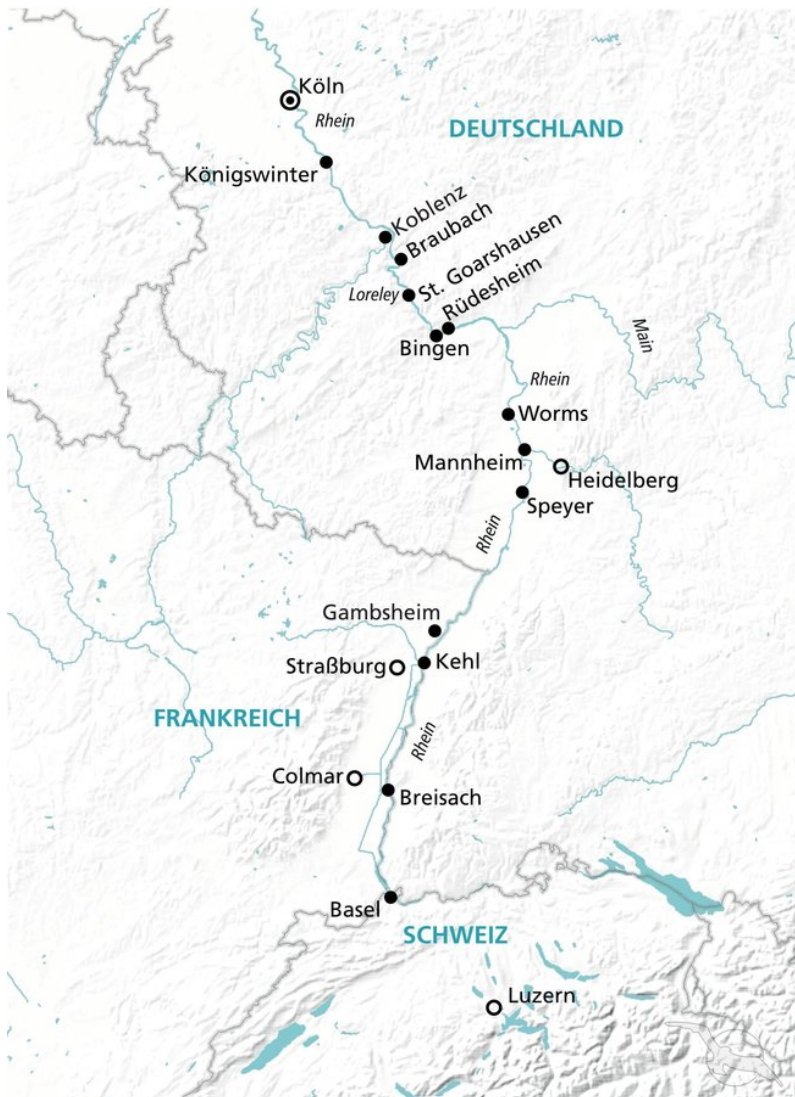 Köln
Rhein
DEUTSCHLAND
Königswinter
Koblenz
Braubach
St. Goarshausen
Loreley
Rüdesheim
Bingen
Main
Rhein
Worms
Mannheim
Heidelberg
Speyer
Rhein
Gambsheim
Straßburg
Kehl
FRANKREICH
Rhein
Colmar
Breisach
Basel
SCHWEIZ
Luzern